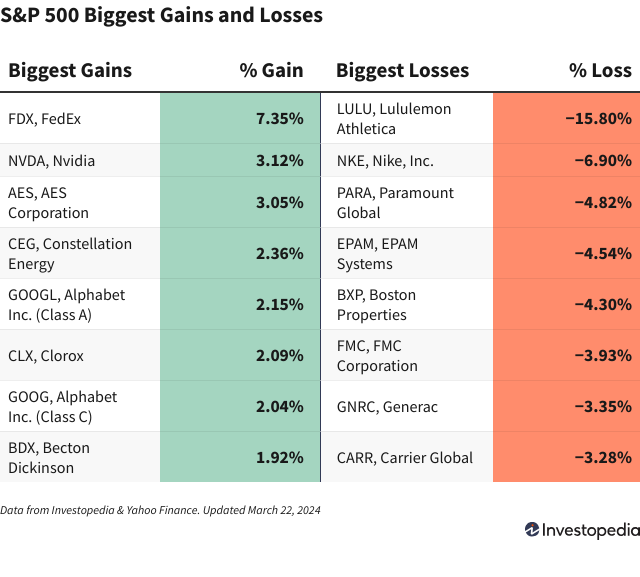 S&P 500 Biggest Gains and Losses
Biggest Gains % Gain Biggest Losses % Loss
FDX, FedEx 7.35% LULU, Lululemon Athletica −15.80%
NVDA, Nvidia 3.12% NKE, Nike, Inc. −6.90%
AES, AES Corporation 3.05% PARA, Paramount Global −4.82%
CEG, Constellation Energy 2.36% EPAM, EPAM Systems −4.54%
GOOGL, Alphabet Inc. (Class A) 2.15% BXP, Boston Properties −4.30%
CLX, Clorox 2.09% FMC, FMC Corporation −3.93%
GOOG, Alphabet Inc. (Class C) 2.04% GNRC, Generac −3.35%
BDX, Becton Dickinson 1.92% CARR, Carrier Global −3.28%
Data from Investopedia & Yahoo Finance. Updated March 22, 2024
Investopedia